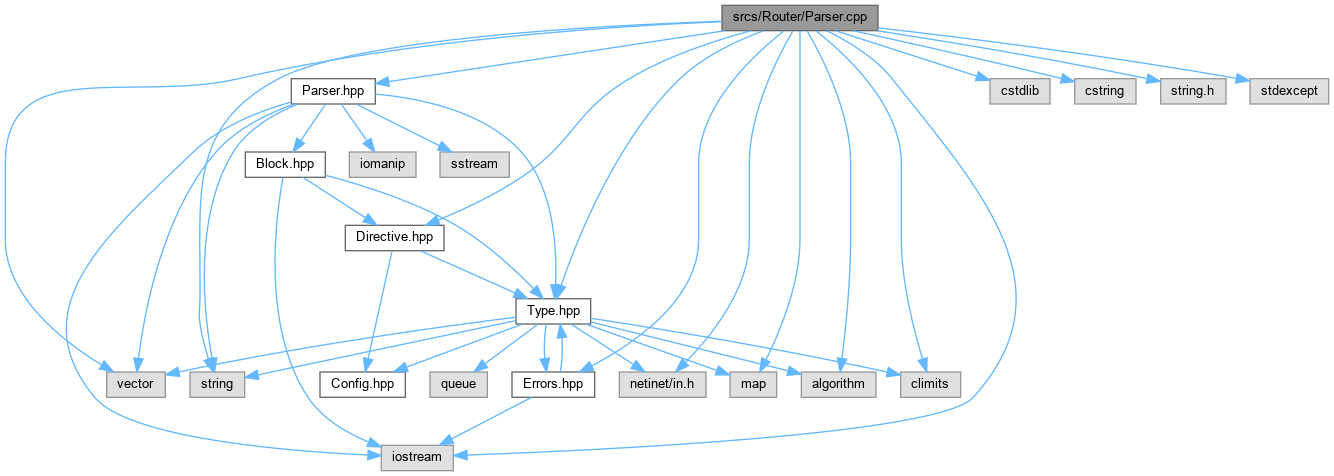 srcs/Router/Parser.cpp
Parser.hpp
cstdlib
cstring
string.h
stdexcept
Block.hpp
iomanip
sstream
Directive.hpp
Type.hpp
vector
string
Config.hpp
queue
Errors.hpp
netinet/in.h
map
algorithm
climits
iostream